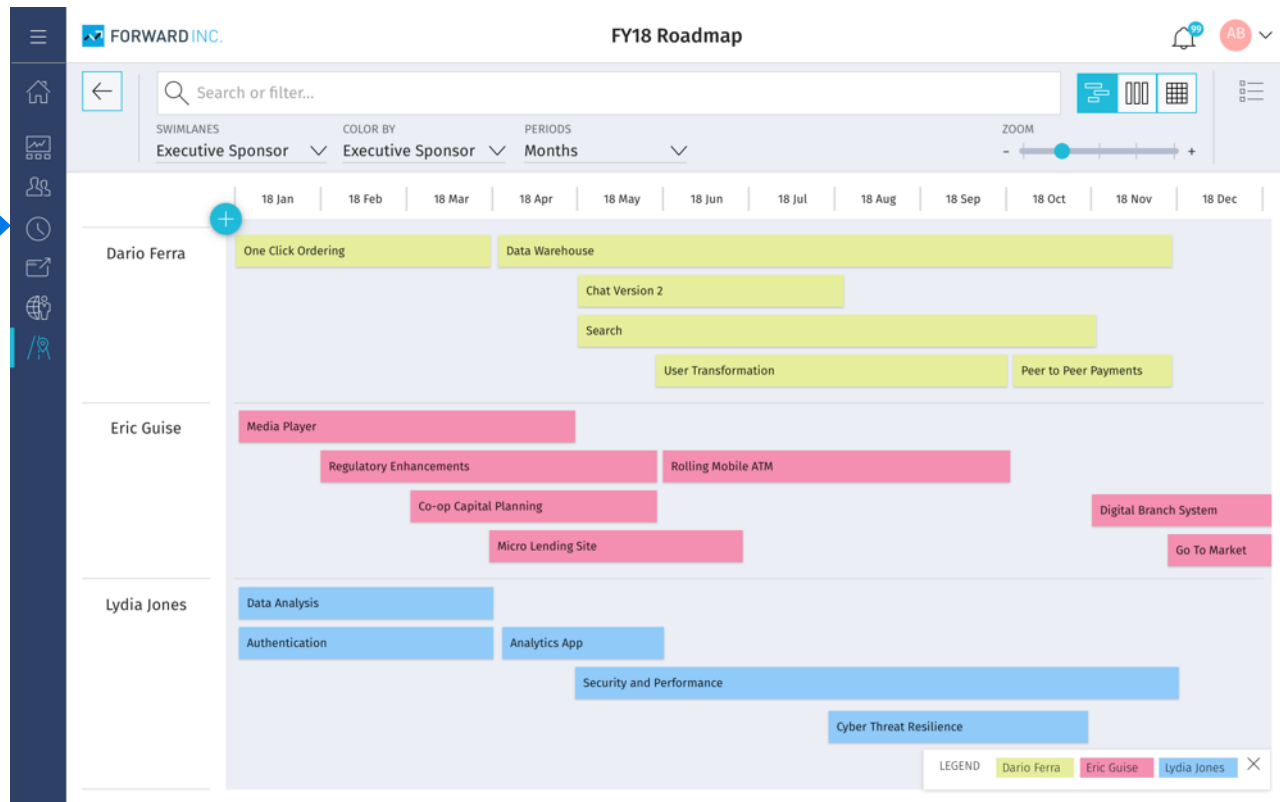 FORWARD INC.
FY18 Roadmap
99
AB
Search or filter...
SWIMLANES
COLOR BY
PERIODS
ZOOM
Executive Sponsor
Executive Sponsor
Months
- +
18 Jan 18 Feb 18 Mar 18 Apr 18 May 18 Jun 18 Jul 18 Aug 18 Sep 18 Oct 18 Nov 18 Dec
+
Dario Ferra
One Click Ordering
Data Warehouse
Chat Version 2
Search
User Transformation
Peer to Peer Payments
Eric Guise
Media Player
Regulatory Enhancements
Rolling Mobile ATM
Co-op Capital Planning
Digital Branch System
Micro Lending Site
Go To Market
Lydia Jones
Data Analysis
Authentication
Analytics App
Security and Performance
Cyber Threat Resilience
LEGEND
Dario Ferra
Eric Guise
Lydia Jones